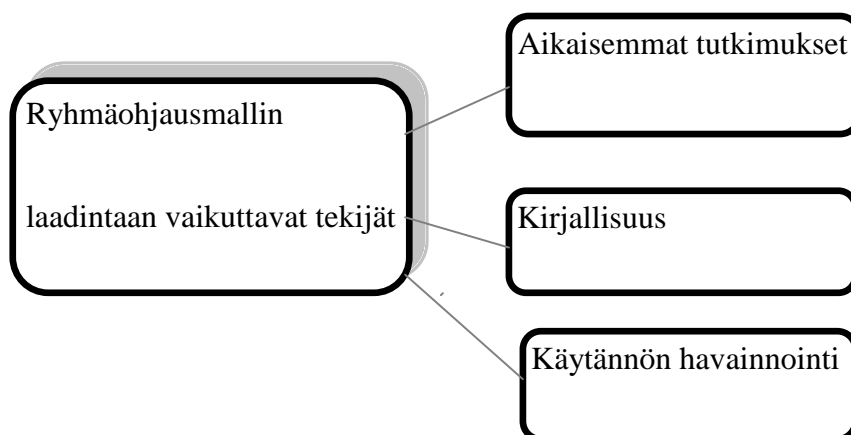 Ryhmäohjausmallin
laadintaan vaikuttavat tekijät
Aikaisemmat tutkimukset
Kirjallisuus
Käytännön havainnointi